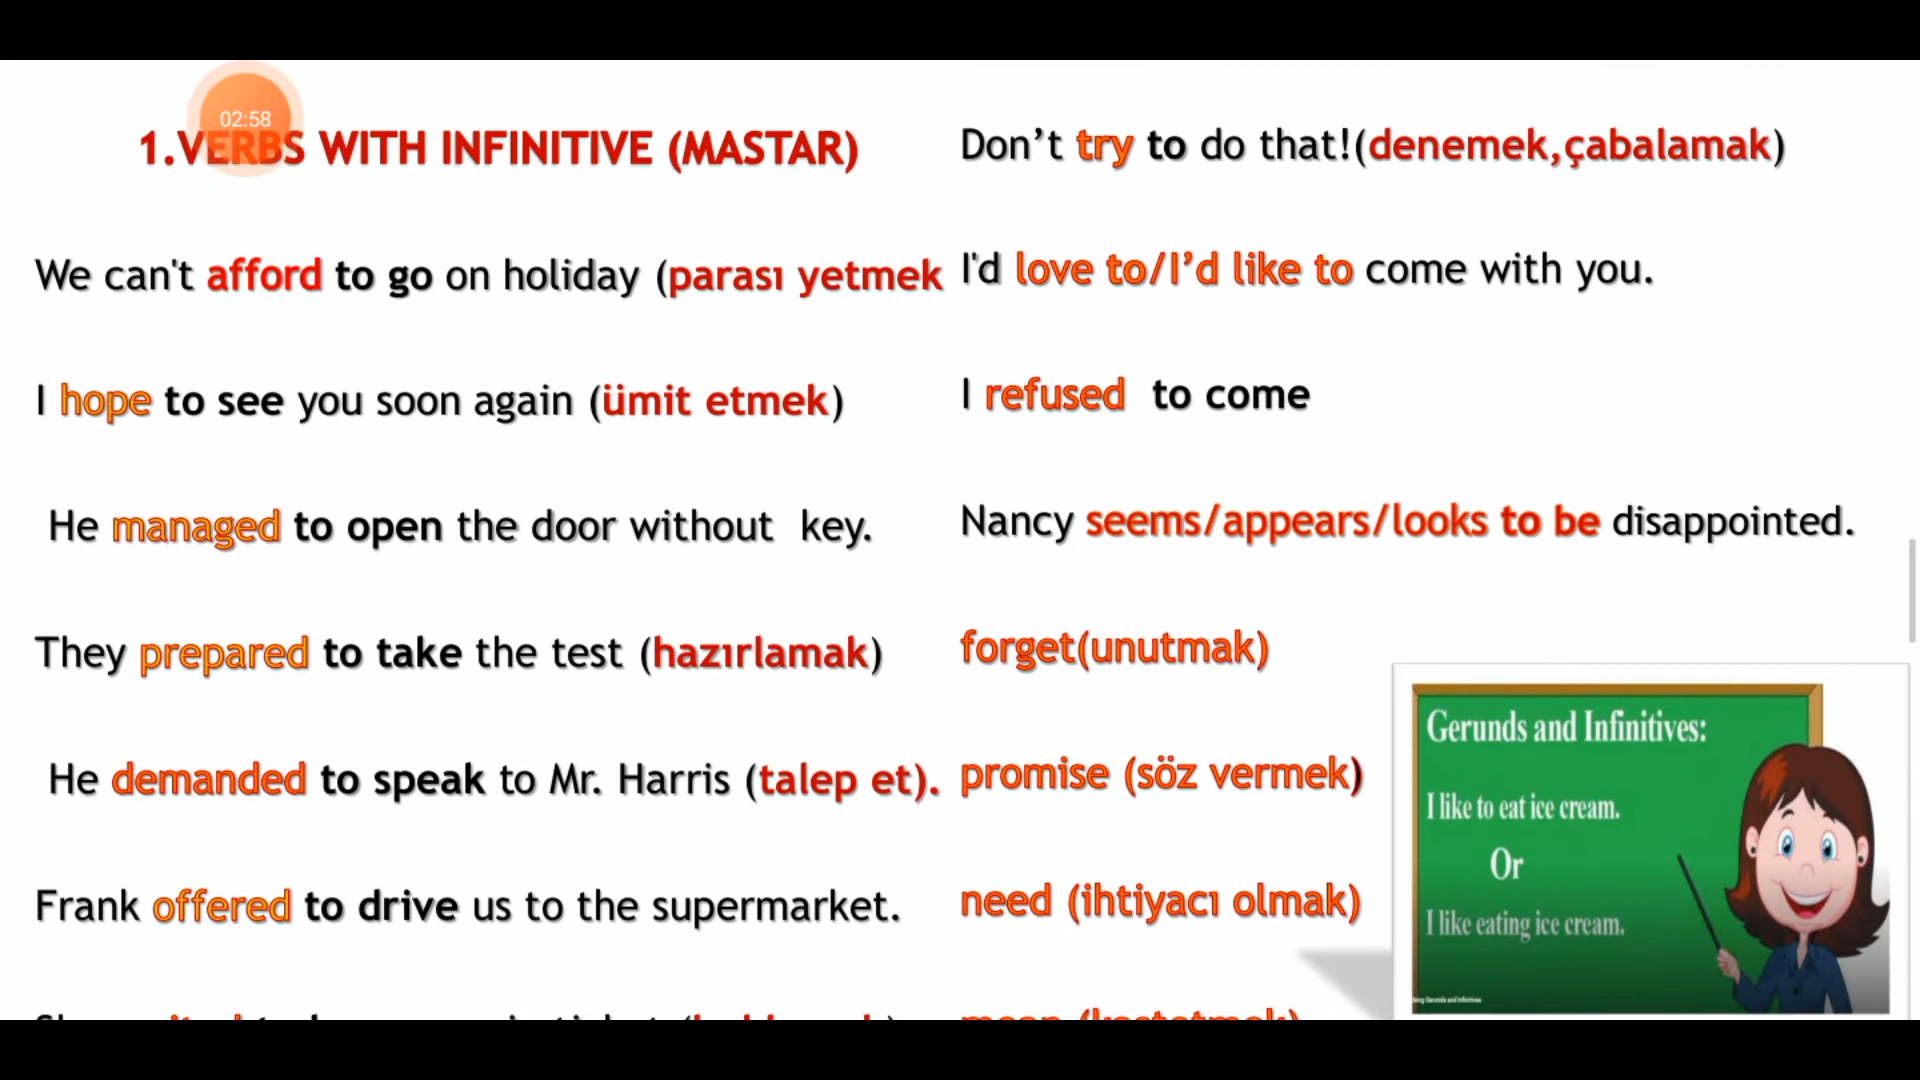 02:58
1.VERBS WITH INFINITIVE (MASTAR)
We can't afford to go on holiday (parası yetmek
I hope to see you soon again (ümit etmek)
He managed to open the door without key.
They prepared to take the test (hazırlamak)
He demanded to speak to Mr. Harris (talep et).
Frank offered to drive us to the supermarket.
Don’t try to do that!(denemek,çabalamak)
I'd love to/I’d like to come with you.
I refused to come
Nancy seems/appears/looks to be disappointed.
forget(unutmak)
promise (söz vermek)
need (ihtiyacı olmak)
Gerunds and Infinitives:
I like to eat ice cream.
Or
I like eating ice cream.